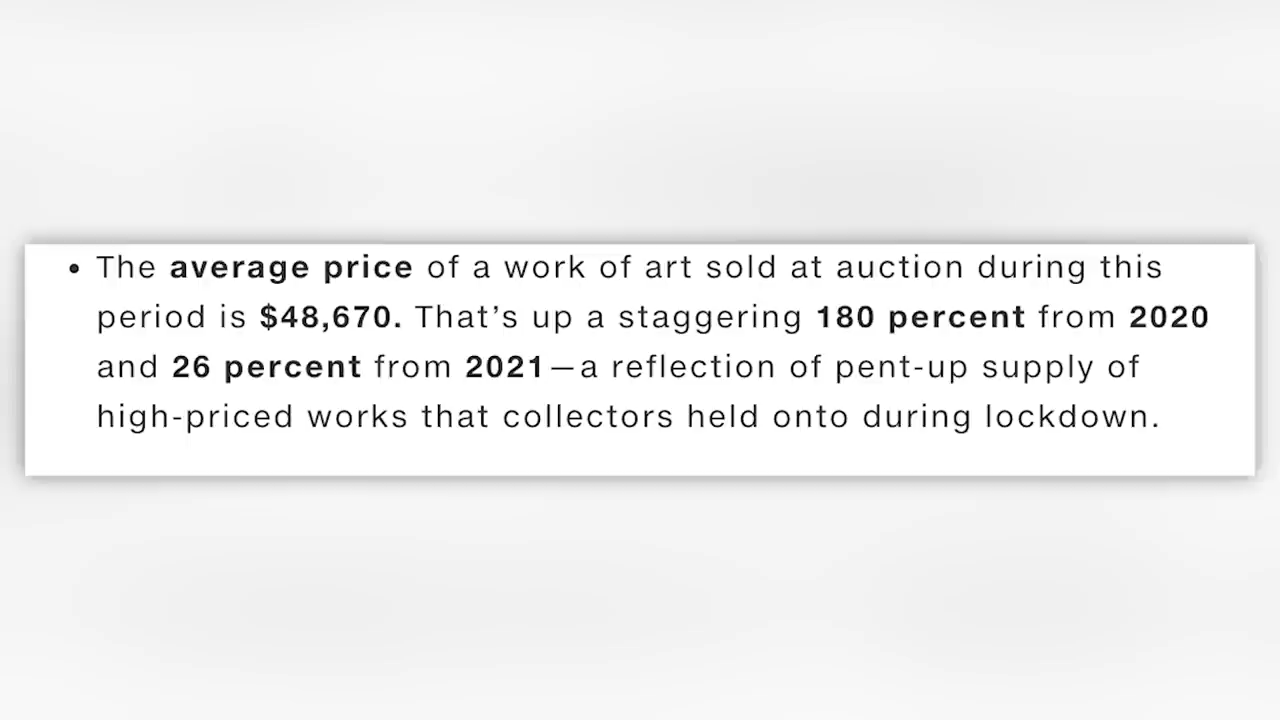 • The average price of a work of art sold at auction during this
period is $48,670. That’s up a staggering 180 percent from 2020
and 26 percent from 2021—a reflection of pent-up supply of
high-priced works that collectors held onto during lockdown.